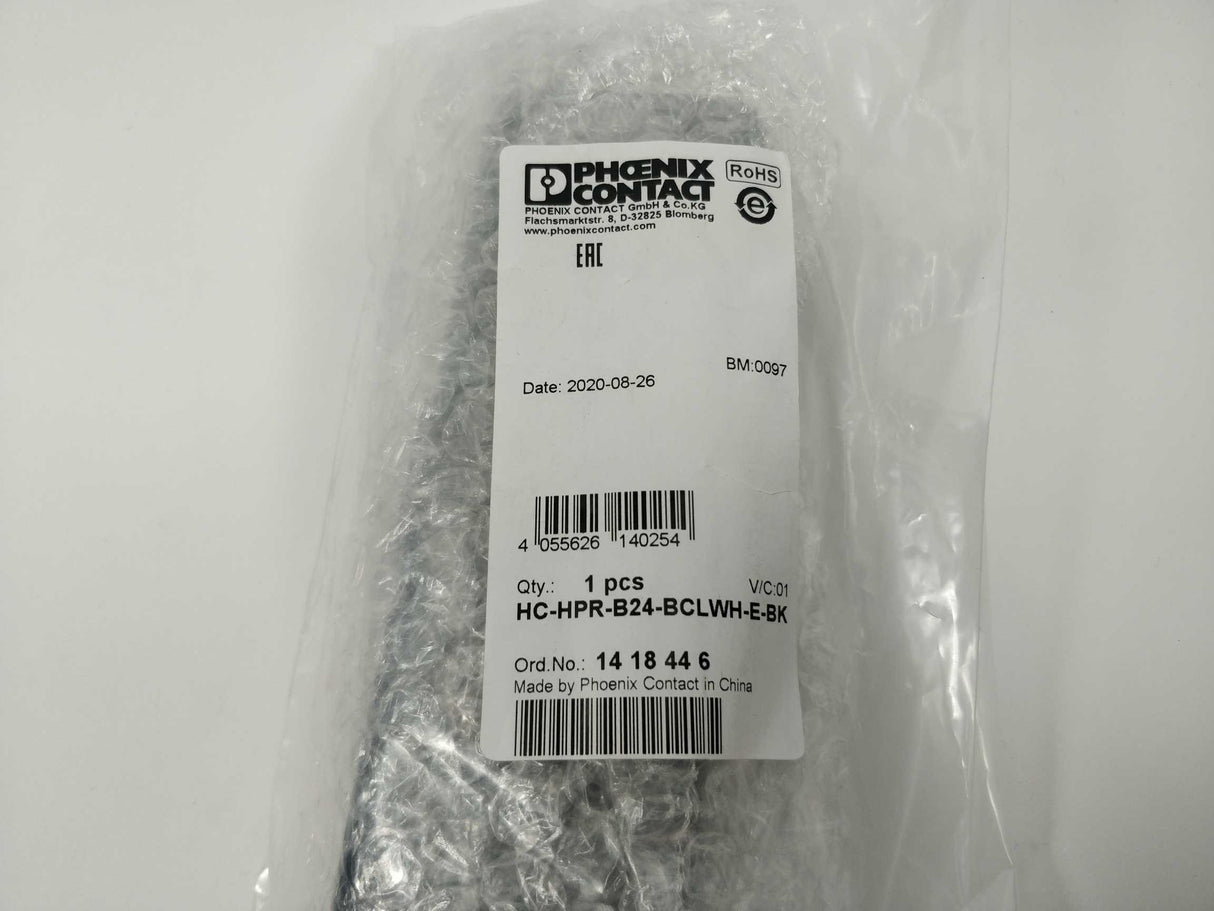 PHŒNIX
CONTACT
RoHS
e
PHOENIX CONTACT GmbH & Co.KG
Flachsmarktstr. 8, D-32825 Blomberg
www.phoenixcontact.com
EAC
BM:0097
Date: 2020-08-26
4 055626 140254
Qty.: 1 pcs V/C:01
HC-HPR-B24-BCLWH-E-BK
Ord.No.: 14 18 44 6
Made by Phoenix Contact in China